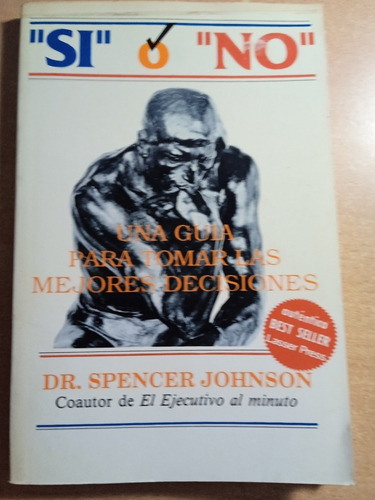 "SI" ó "NO"
UNA GUIA
PARA TOMAR LAS
MEJORES DECISIONES
auténtico
BEST SELLER
Lasser Press
DR. SPENCER JOHNSON
Coautor de El Ejecutivo al minuto